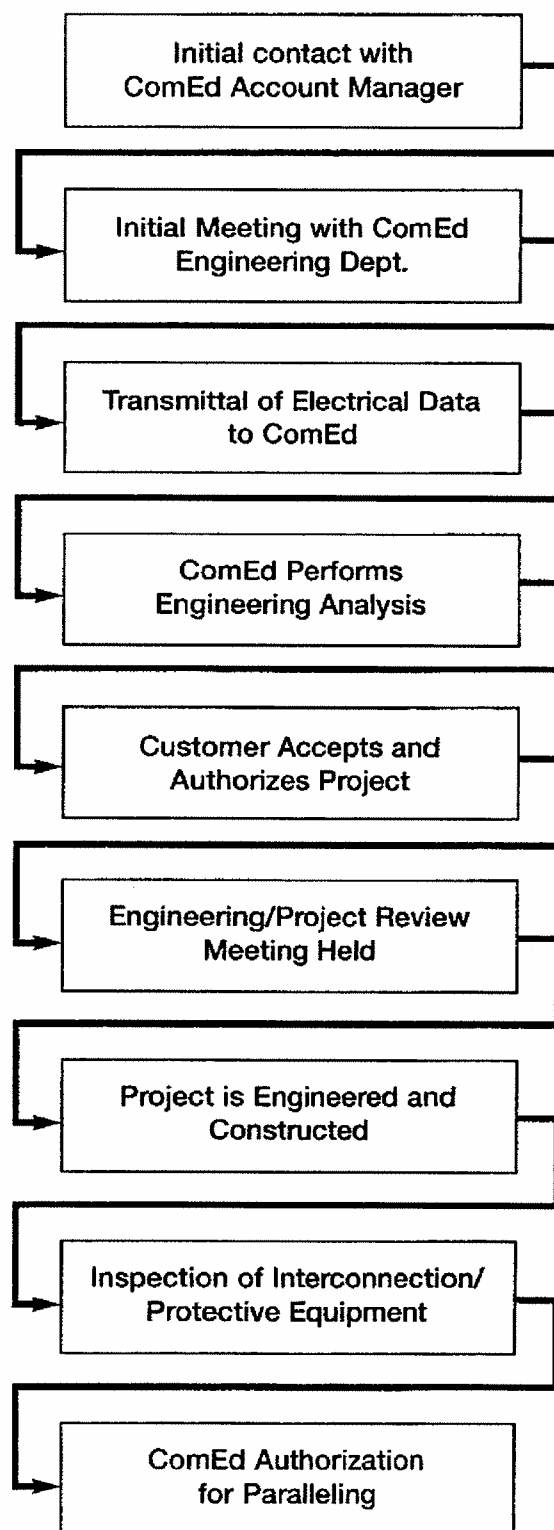 Initial contact with
ComEd Account Manager
Initial Meeting with ComEd
Engineering Dept.
Transmittal of Electrical Data
to ComEd
ComEd Performs
Engineering Analysis
Customer Accepts and
Authorizes Project
Engineering/Project Review
Meeting Held
Project is Engineered and
Constructed
Inspection of Interconnection/
Protective Equipment
ComEd Authorization
for Paralleling